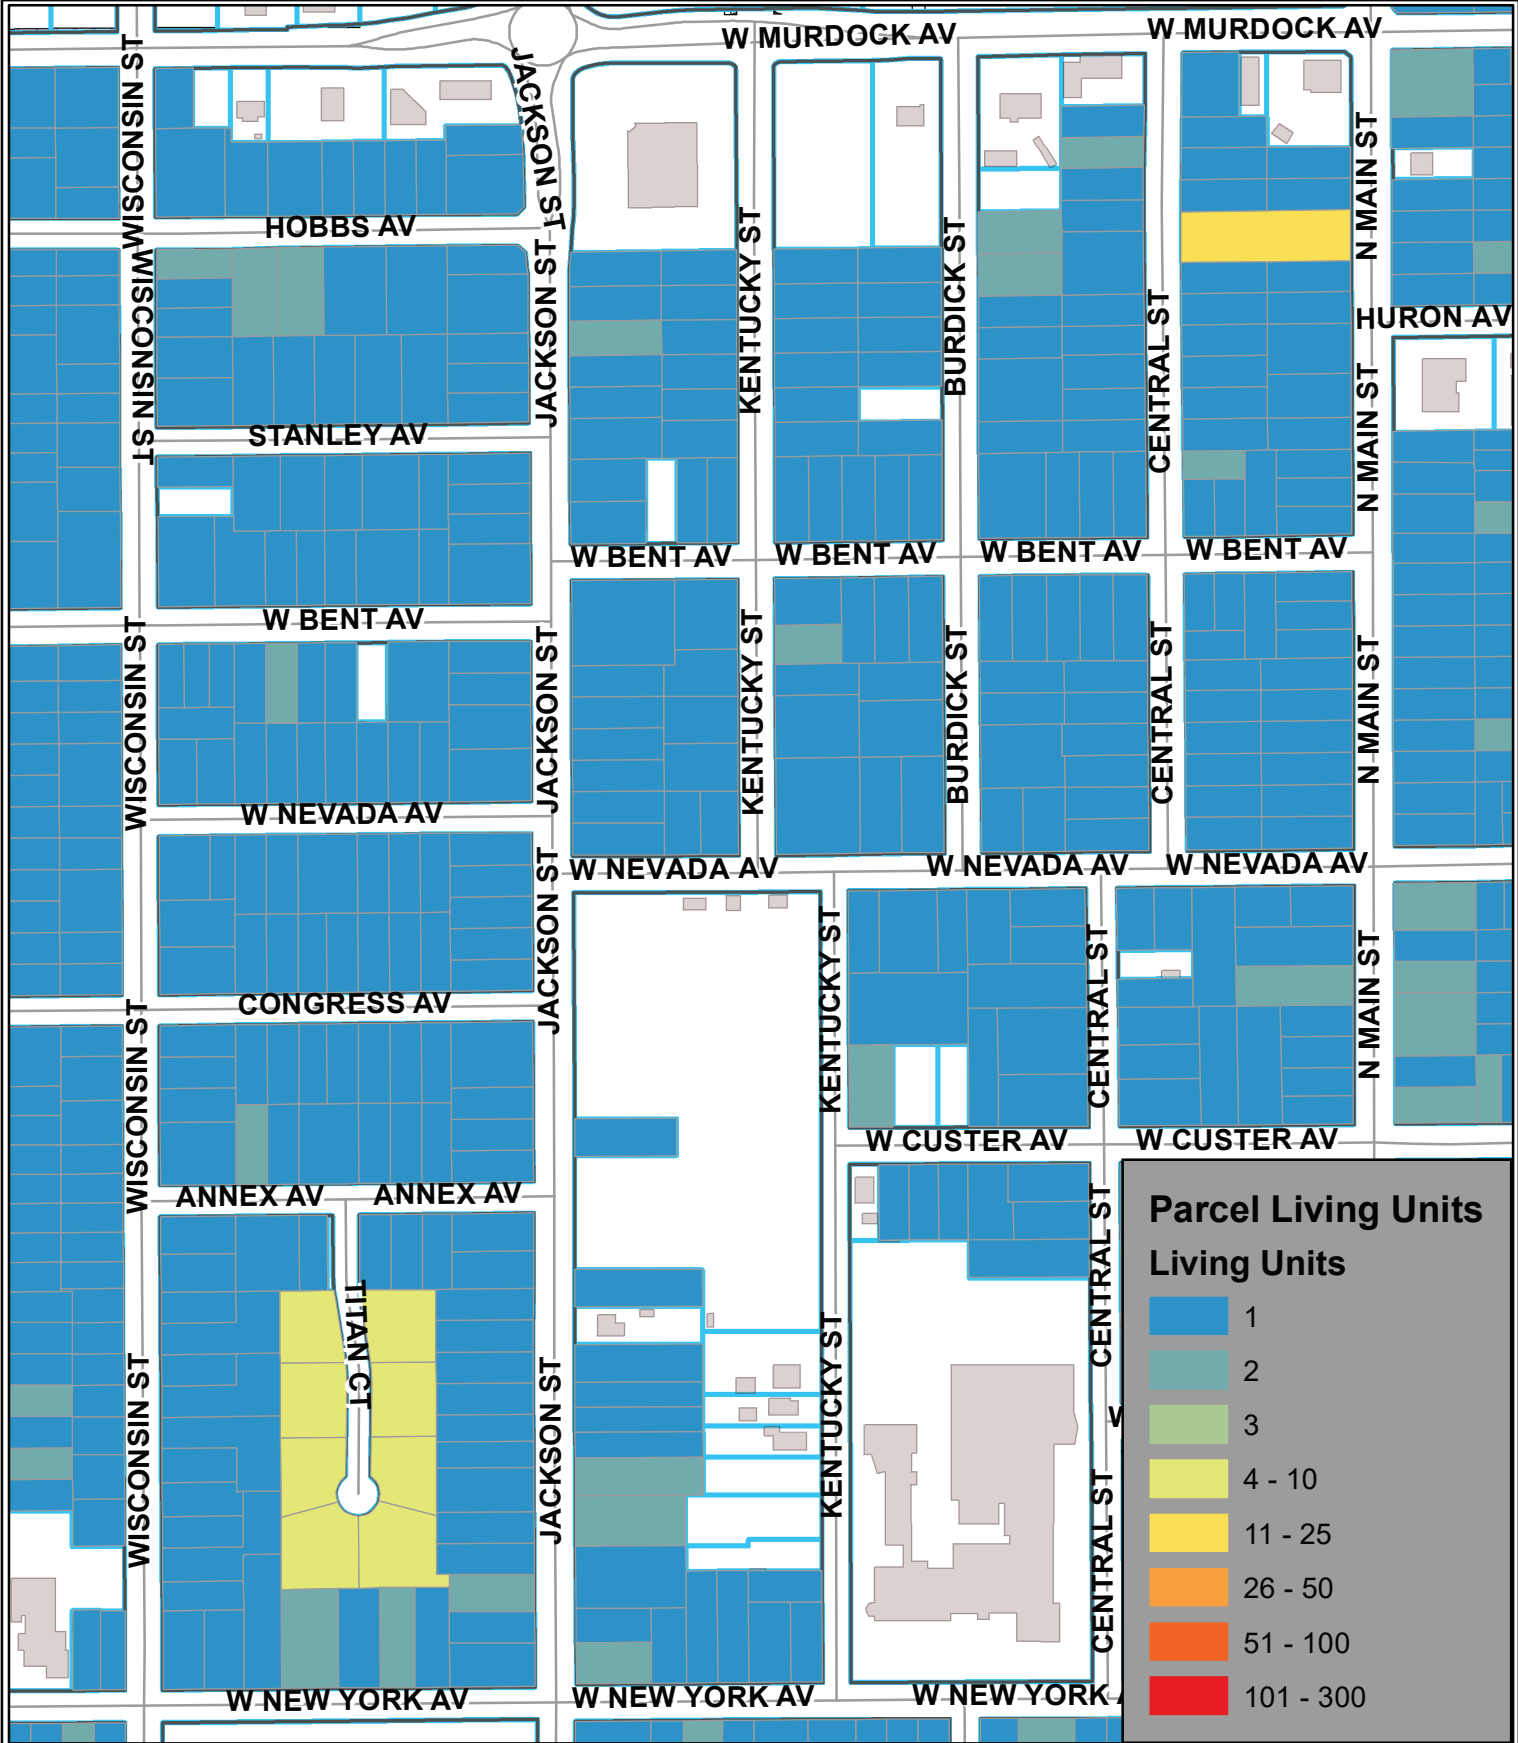 W MURDOCK AV
W MURDOCK AV
WISCONSIN ST
JACKSON ST
N MAIN ST
HOBBS AV
KENTUCKY ST
BURDICK ST
WISCONSIN ST
JACKSON ST
CENTRAL ST
HURON AV
N MAIN ST
STANLEY AV
W BENT AV
W BENT AV
W BENT AV
W BENT AV
W BENT AV
WISCONSIN ST
JACKSON ST
KENTUCKY ST
BURDICK ST
CENTRAL ST
N MAIN ST
W NEVADA AV
W NEVADA AV
W NEVADA AV
W NEVADA AV
JACKSON ST
KENTUCKY ST
CENTRAL ST
N MAIN ST
CONGRESS AV
WISCONSIN ST
W CUSTER AV
W CUSTER AV
ANNEX AV
ANNEX AV
TITAN CT
CENTRAL ST
KENTUCKY ST
WISCONSIN ST
JACKSON ST
W
CENTRAL ST
W NEW YORK AV
W NEW YORK AV
W NEW YORK
Parcel Living Units
Living Units
1
2
3
4 - 10
11 - 25
26 - 50
51 - 100
101 - 300